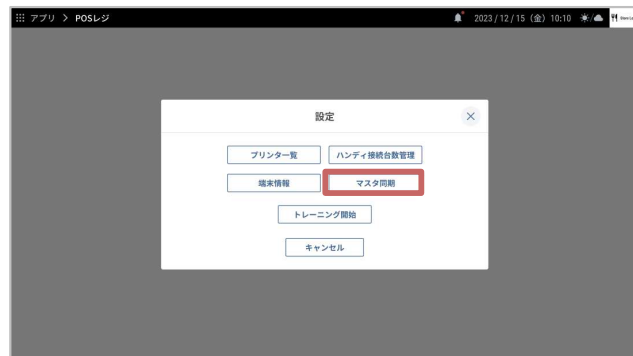 アプリ > POSレジ 2023/12/15（金）10:10
設定
プリンター覧 ハンディ接続台数管理
端末情報 マスタ同期
トレーニング開始
キャンセル